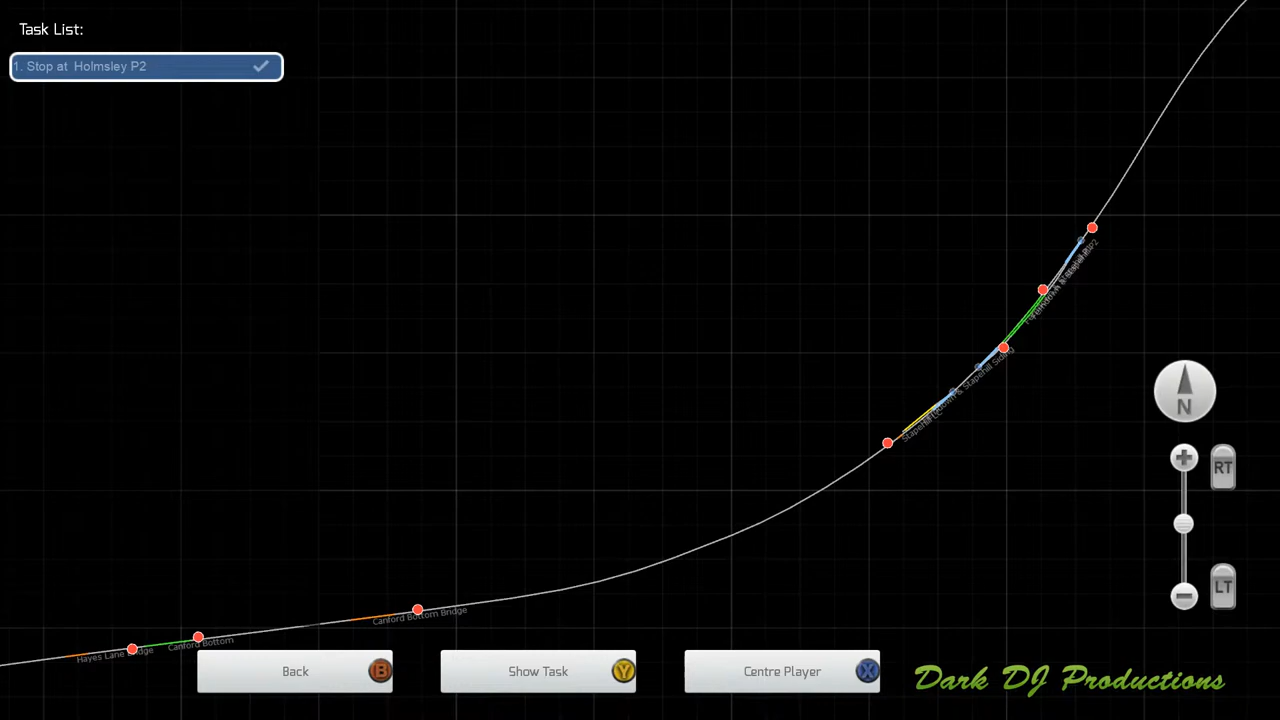 Task List:
1. Stop at Holmsley P2
Stapehill Siding
Canford Bottom Bridge
Canford Bottom
Hayes Lane Bridge
N
RT
LT
Back B
Show Task Y
Centre Player X
Dark DJ Productions